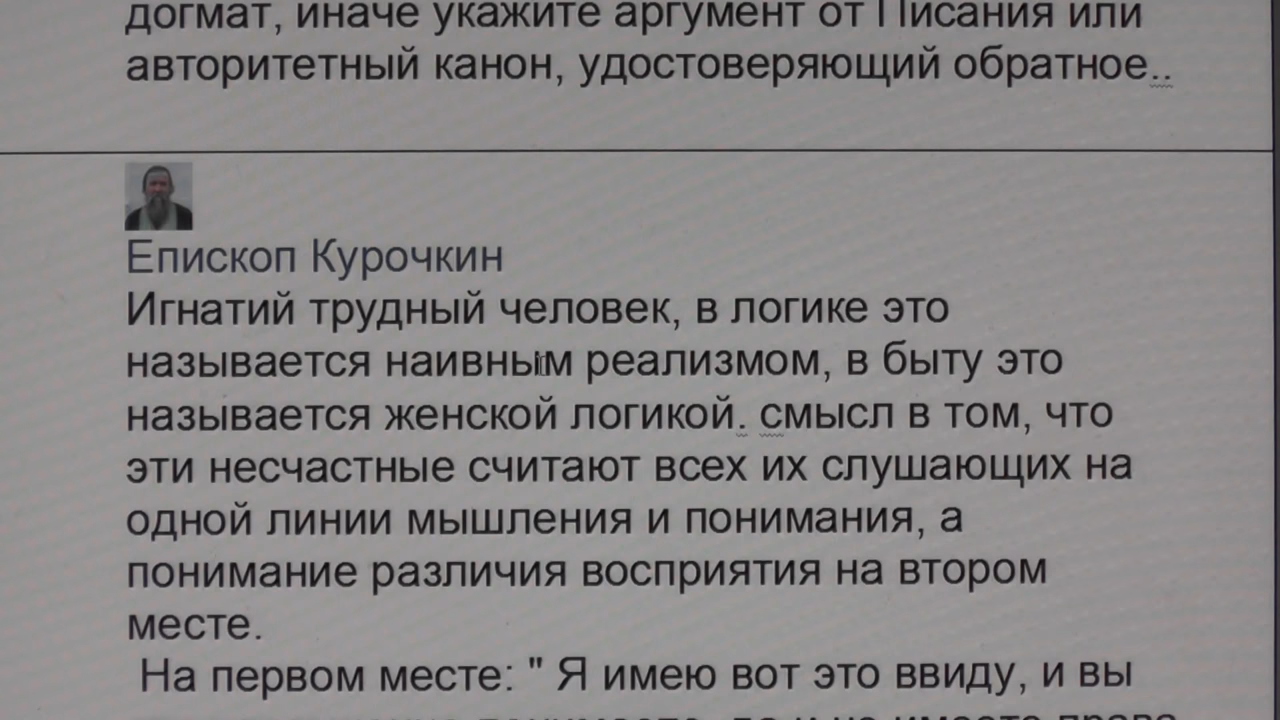 догмат, иначе укажите аргумент от Писания или
авторитетный канон, удостоверяющий обратное..
Епископ Курочкин
Игнатий трудный человек, в логике это
называется наивным реализмом, в быту это
называется женской логикой. смысл в том, что
эти несчастные считают всех их слушающих на
одной линии мышления и понимания, а
понимание различия восприятия на втором
месте.
На первом месте: " Я имею вот это ввиду, и вы